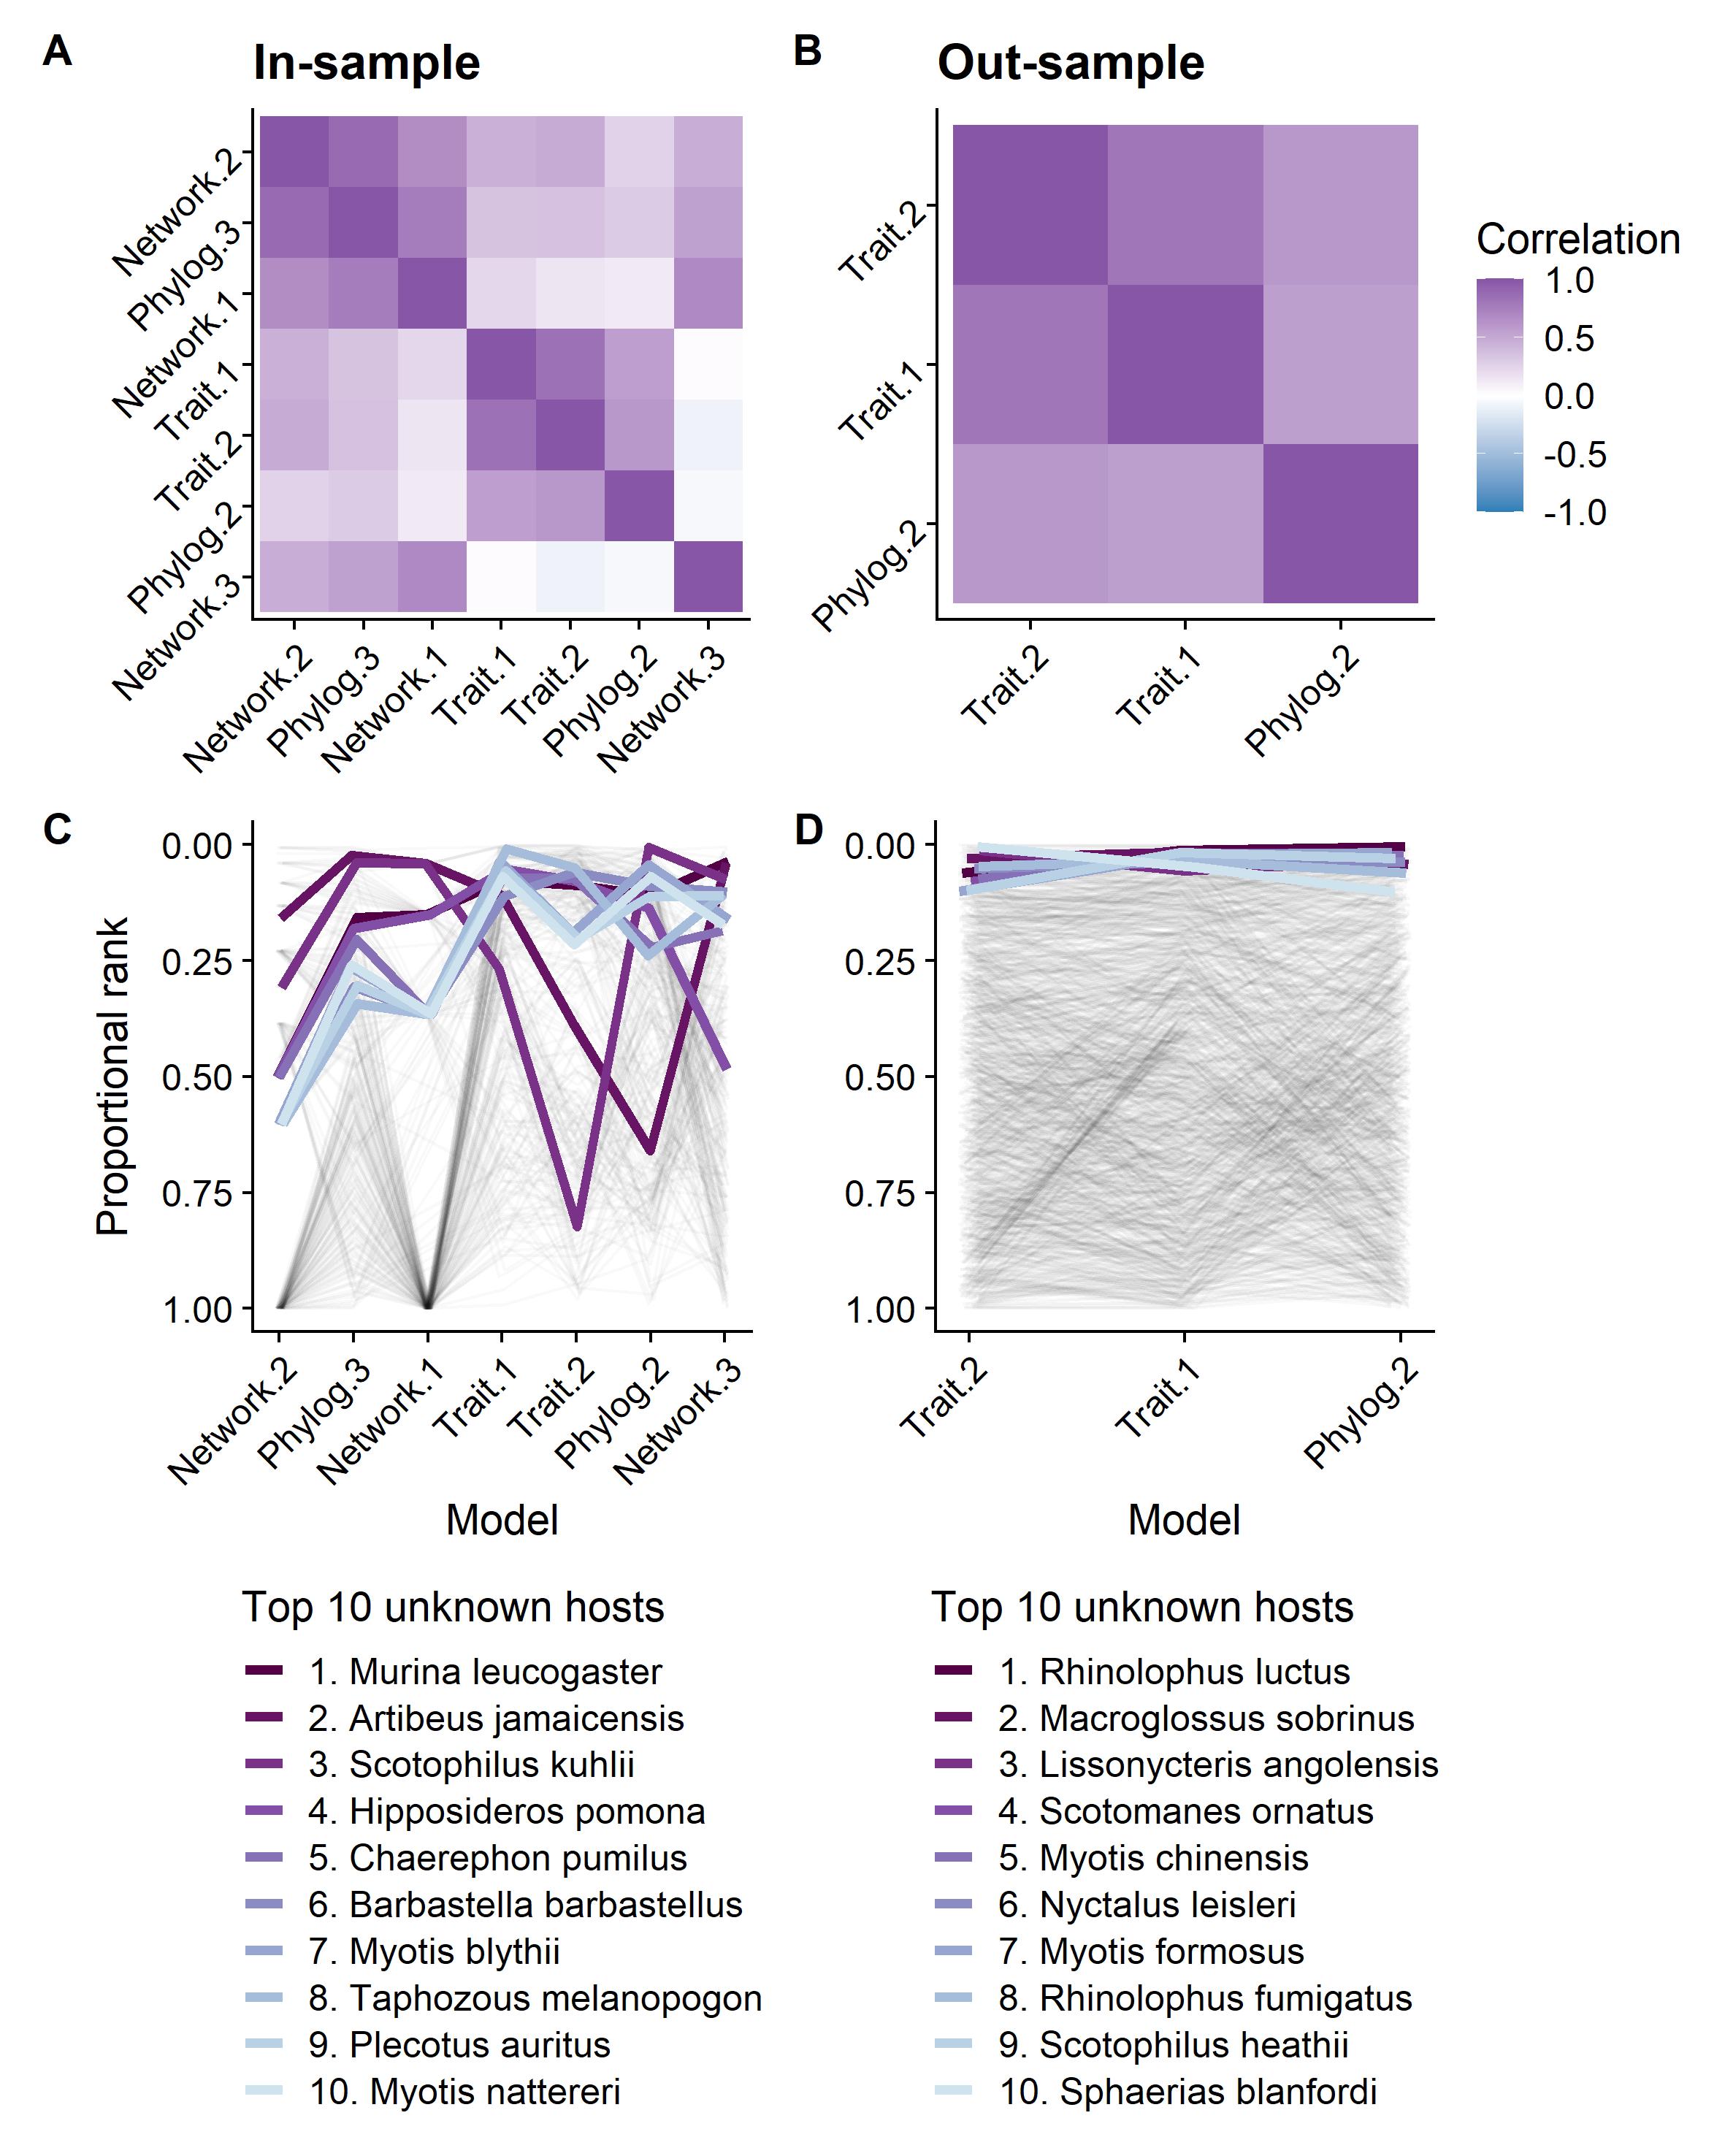 A
In-sample
B
Out-sample
Network.2
Phylog.3
Network.1
Trait.1
Trait.2
Phylog.2
Network.3
Network.2
Phylog.3
Network.1
Trait.1
Trait.2
Phylog.2
Network.3
Trait.2
Trait.1
Phylog.2
Trait.2
Trait.1
Phylog.2
Correlation
1.0
0.5
0.0
-0.5
-1.0
C
Proportional rank
0.00
0.25
0.50
0.75
1.00
Network.2
Phylog.3
Network.1
Trait.1
Trait.2
Phylog.2
Network.3
Model
D
0.00
0.25
0.50
0.75
1.00
Trait.2
Trait.1
Phylog.2
Model
Top 10 unknown hosts
1. Murina leucogaster
2. Artibeus jamaicensis
3. Scotophilus kuhlii
4. Hipposideros pomona
5. Chaerephon pumilus
6. Barbastella barbastellus
7. Myotis blythii
8. Taphozous melanopogon
9. Plecotus auritus
10. Myotis nattereri
Top 10 unknown hosts
1. Rhinolophus luctus
2. Macroglossus sobrinus
3. Lissonycteris angolensis
4. Scotomanes ornatus
5. Myotis chinensis
6. Nyctalus leisleri
7. Myotis formosus
8. Rhinolophus fumigatus
9. Scotophilus heathii
10. Sphaerias blanfordi